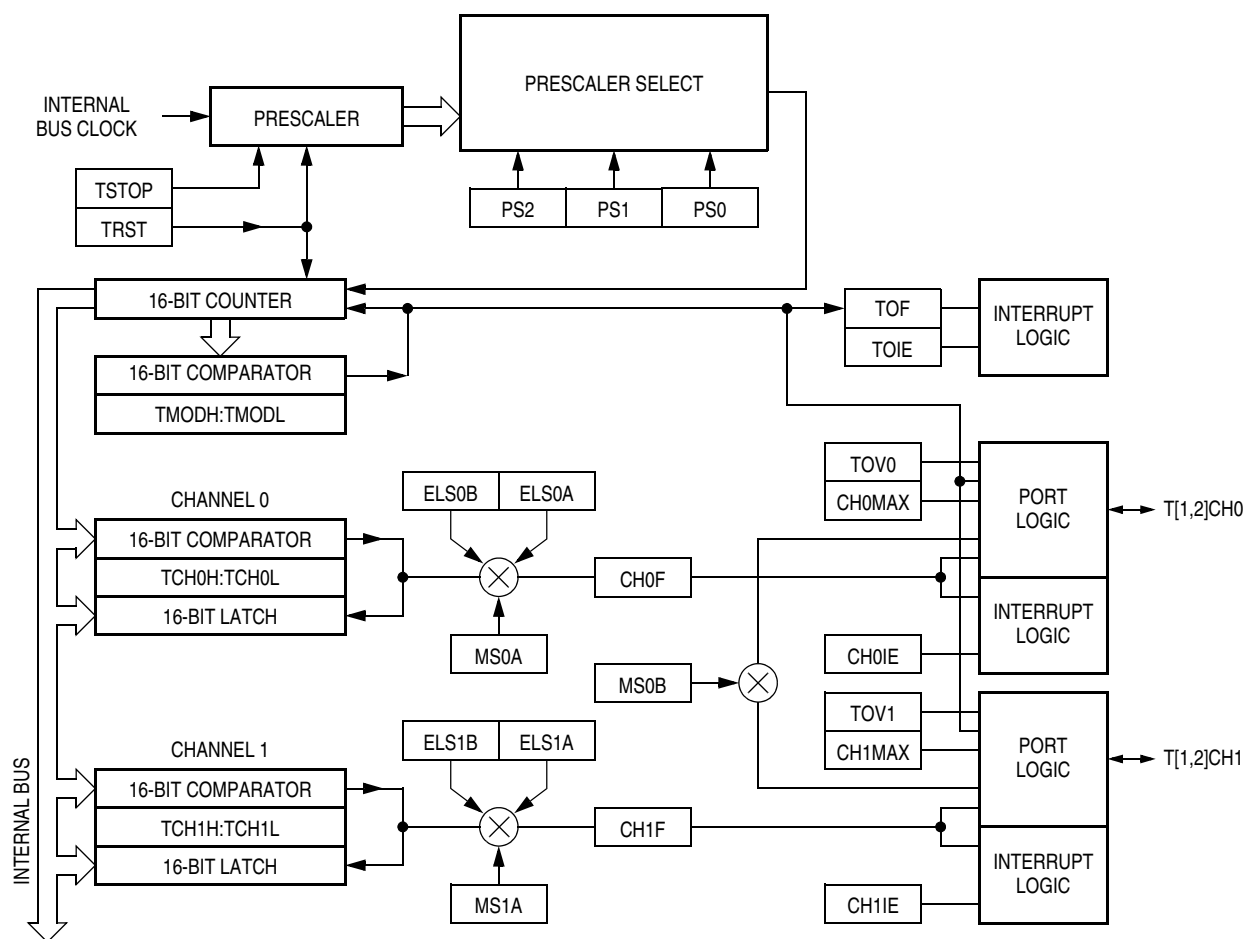 PRESCALER SELECT
INTERNAL
BUS CLOCK
PRESCALER
TSTOP
TRST
PS2
PS1
PS0
16-BIT COUNTER
16-BIT COMPARATOR
TMODH:TMODL
TOF
TOIE
INTERRUPT
LOGIC
CHANNEL 0
16-BIT COMPARATOR
TCH0H:TCH0L
16-BIT LATCH
ELS0B
ELS0A
MS0A
CH0F
TOV0
CH0MAX
PORT
LOGIC
T[1,2]CH0
INTERRUPT
LOGIC
CH0IE
MS0B
CHANNEL 1
16-BIT COMPARATOR
TCH1H:TCH1L
16-BIT LATCH
ELS1B
ELS1A
MS1A
CH1F
TOV1
CH1MAX
PORT
LOGIC
T[1,2]CH1
INTERRUPT
LOGIC
CH1IE
INTERNAL BUS